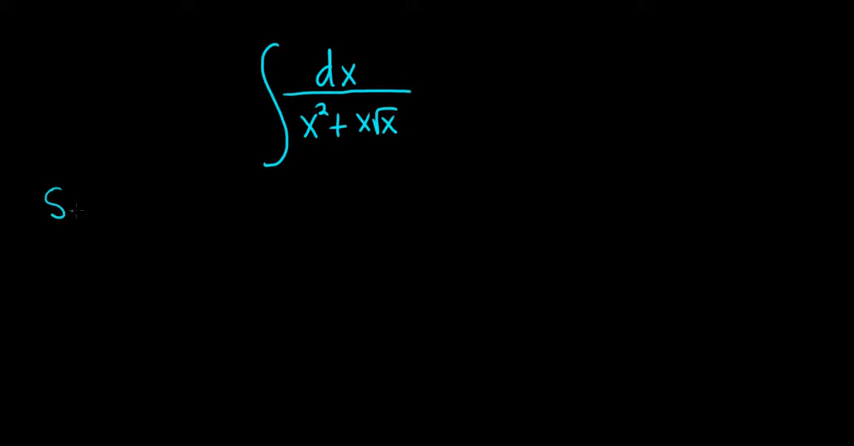 ∫ dx / (x² + x√x)
S